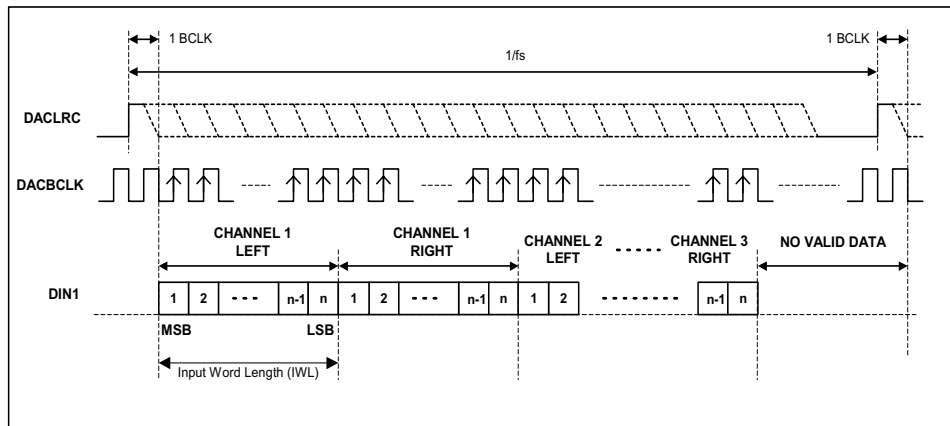 1 BCLK
1 BCLK
1/fs
DACLRC
DACBCLK
CHANNEL 1
LEFT
CHANNEL 1
RIGHT
CHANNEL 2
LEFT
CHANNEL 3
RIGHT
NO VALID DATA
DIN1
1 2 n-1 n 1 2 n-1 n 1 2 n-1 n
MSB LSB
Input Word Length (IWL)